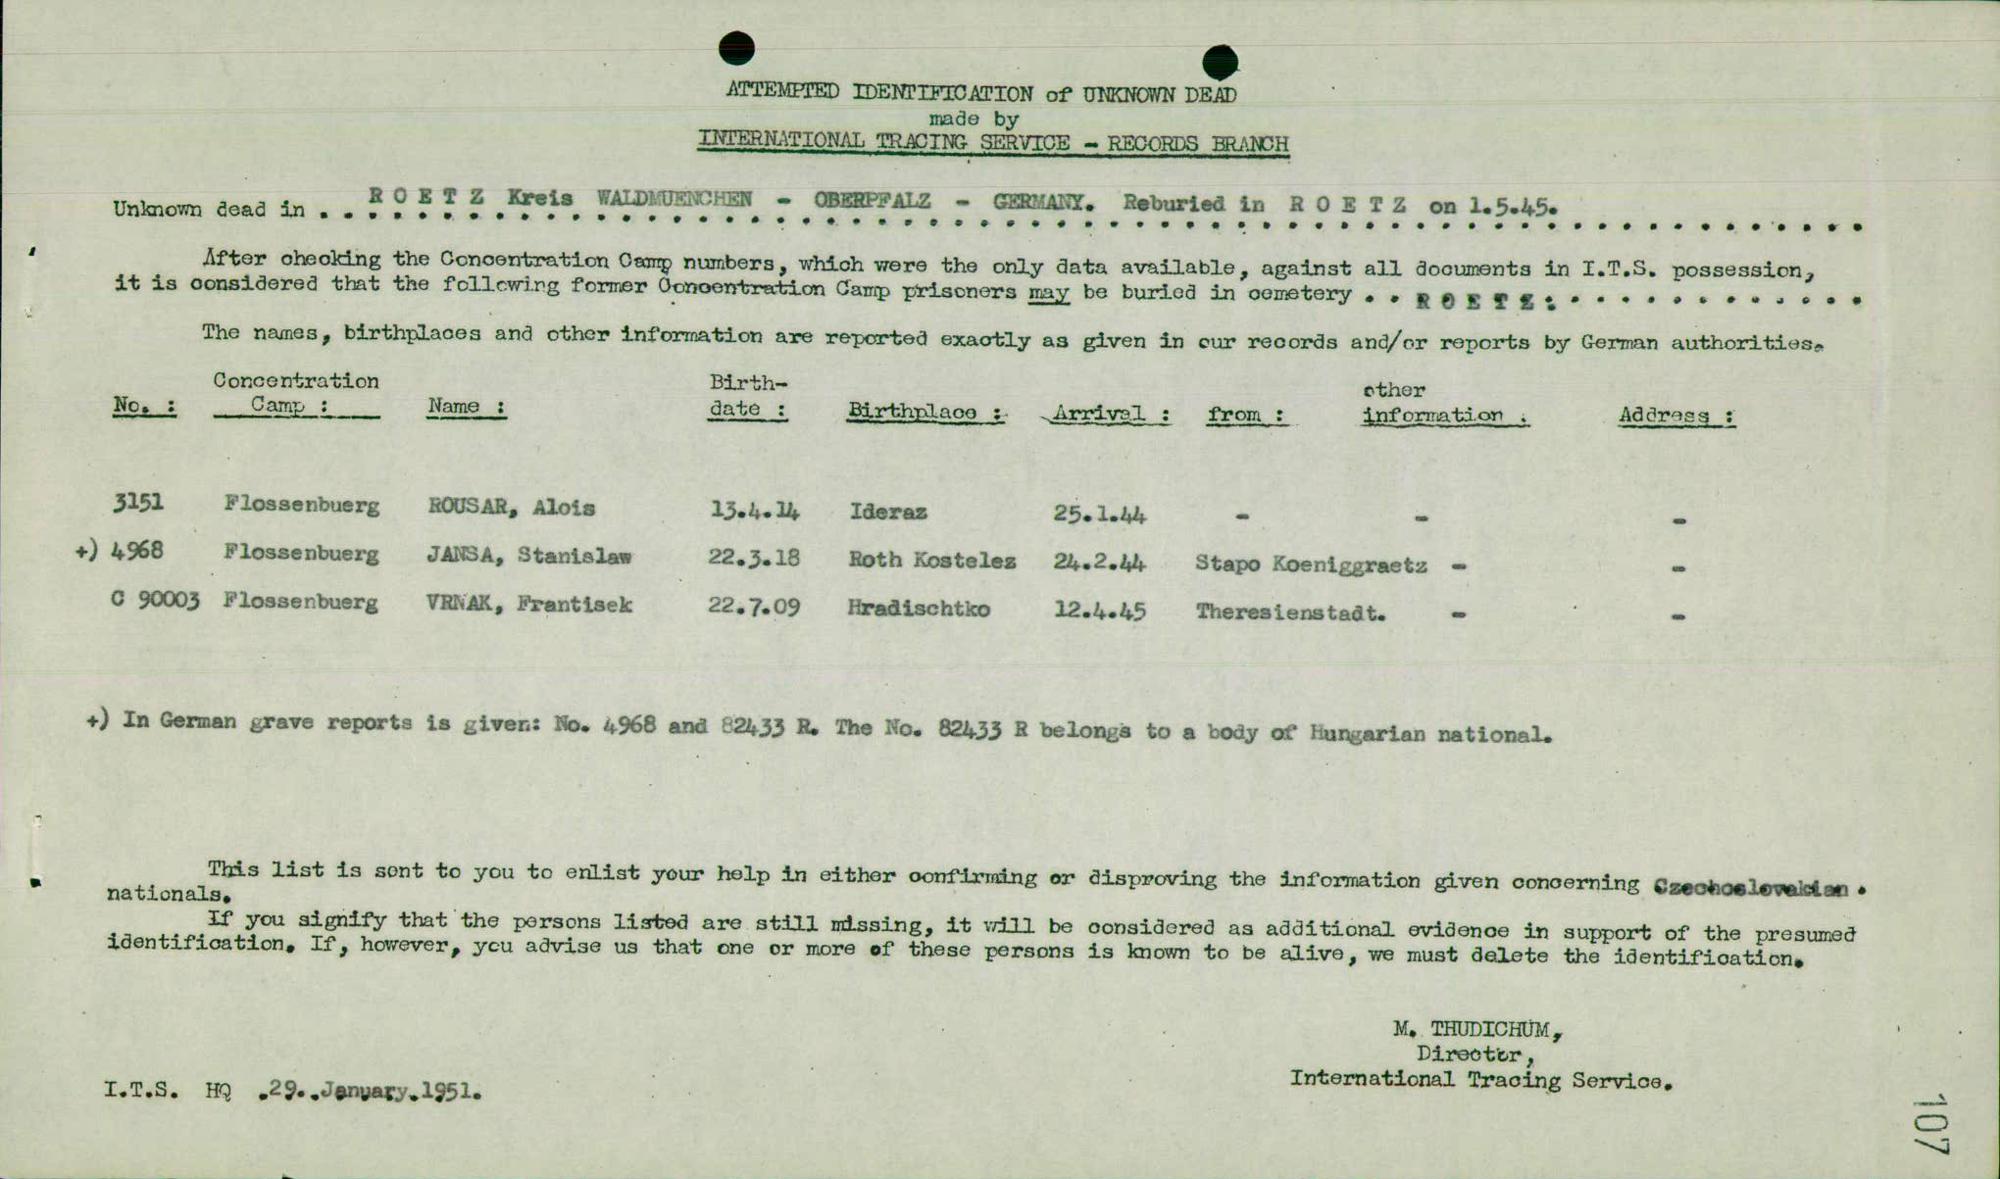 ATTEMPTED IDENTIFICATION of UNKNOWN DEAD
made by
INTERNATIONAL TRACING SERVICE - RECORDS BRANCH
Unknown dead in . . R O E T Z Kreis WALDMUENCHEN - OBERPFALZ - GERMANY. Reburied in R O E T Z on 1.5.45.
After checking the Concentration Camp numbers, which were the only data available, against all documents in I.T.S. possession,
it is considered that the following former Concentration Camp prisoners may be buried in cemetery . . R O E T Z : . . . . . . . . . . . .
The names, birthplaces and other information are reported exactly as given in our records and/or reports by German authorities.
No. : Concentration Camp : Name : Birth-date : Birthplace : Arrival : from : other information : Address :
3151 Flossenbuerg ROUSAR, Alois 13.4.14 Ideraz 25.1.44 - - -
+) 4968 Flossenbuerg JANSA, Stanislaw 22.3.18 Roth Kostelez 24.2.44 Stapo Koeniggraetz - -
C 90003 Flossenbuerg VRNAK, Frantisek 22.7.09 Hradischtko 12.4.45 Theresienstadt. - -
+) In German grave reports is given: No. 4968 and 82433 R. The No. 82433 R belongs to a body of Hungarian national.
This list is sent to you to enlist your help in either confirming or disproving the information given concerning Czechoslovakian .
nationals.
If you signify that the persons listed are still missing, it will be considered as additional evidence in support of the presumed
identification. If, however, you advise us that one or more of these persons is known to be alive, we must delete the identification.
M. THUDICHUM,
Director,
International Tracing Service.
I.T.S. HQ .29..January.1951.
107